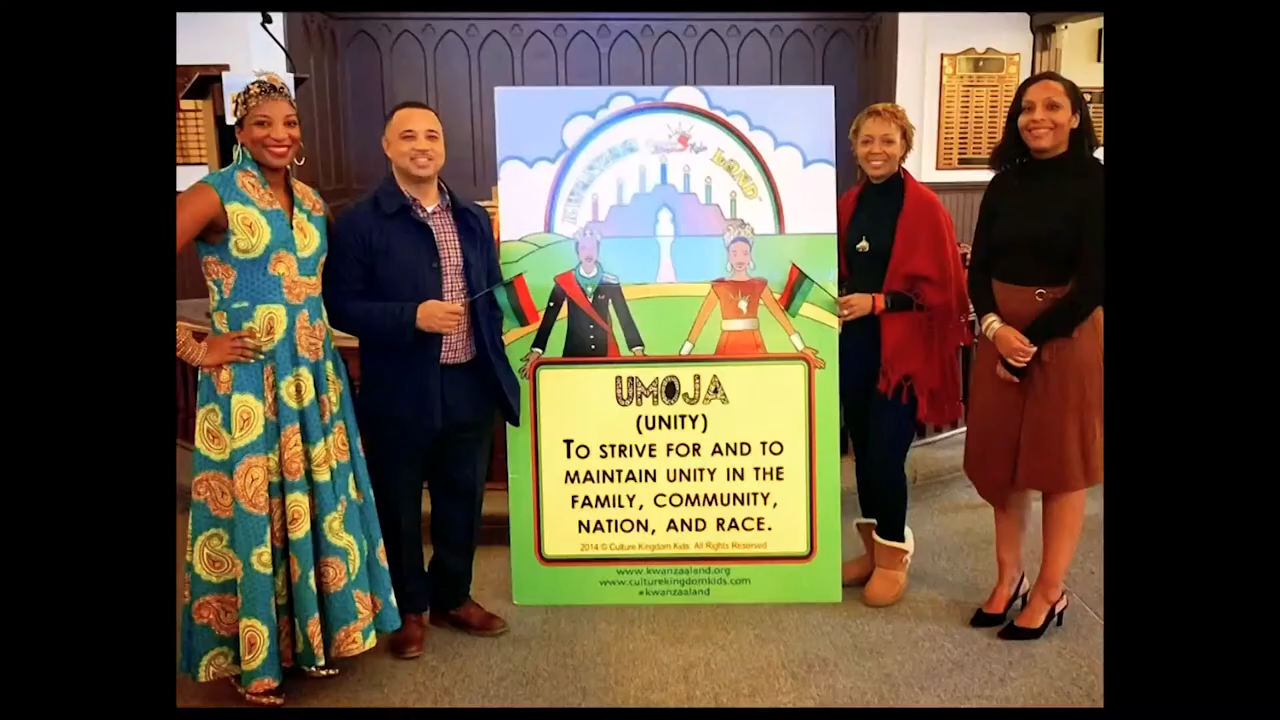 KWANZAA
LAND
UMOJA
(UNITY)
TO STRIVE FOR AND TO
MAINTAIN UNITY IN THE
FAMILY, COMMUNITY,
NATION, AND RACE.
2014 © Culture Kingdom Kids. All Rights Reserved
www.kwanzaaland.org
www.culturekingdomkids.com
#kwanzaaland